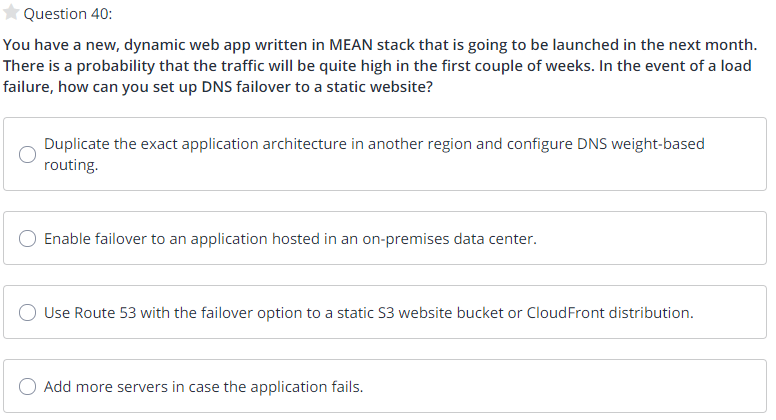 Question 40:
You have a new, dynamic web app written in MEAN stack that is going to be launched in the next month.
There is a probability that the traffic will be quite high in the first couple of weeks. In the event of a load
failure, how can you set up DNS failover to a static website?
Duplicate the exact application architecture in another region and configure DNS weight-based
routing.
Enable failover to an application hosted in an on-premises data center.
Use Route 53 with the failover option to a static S3 website bucket or CloudFront distribution.
Add more servers in case the application fails.